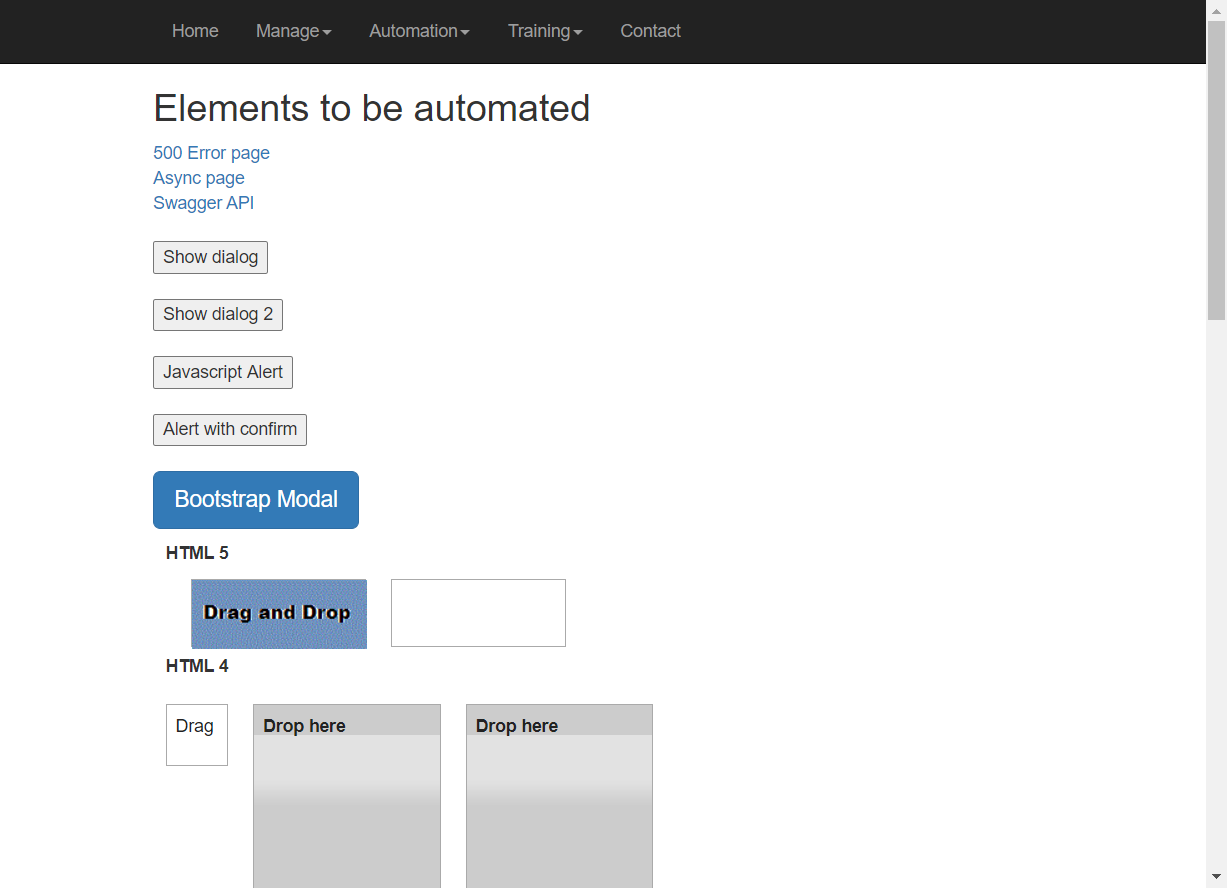 Home Manage Automation Training Contact
Elements to be automated
500 Error page
Async page
Swagger API
Show dialog
Show dialog 2
Javascript Alert
Alert with confirm
Bootstrap Modal
HTML 5
Drag and Drop
HTML 4
Drag Drop here Drop here